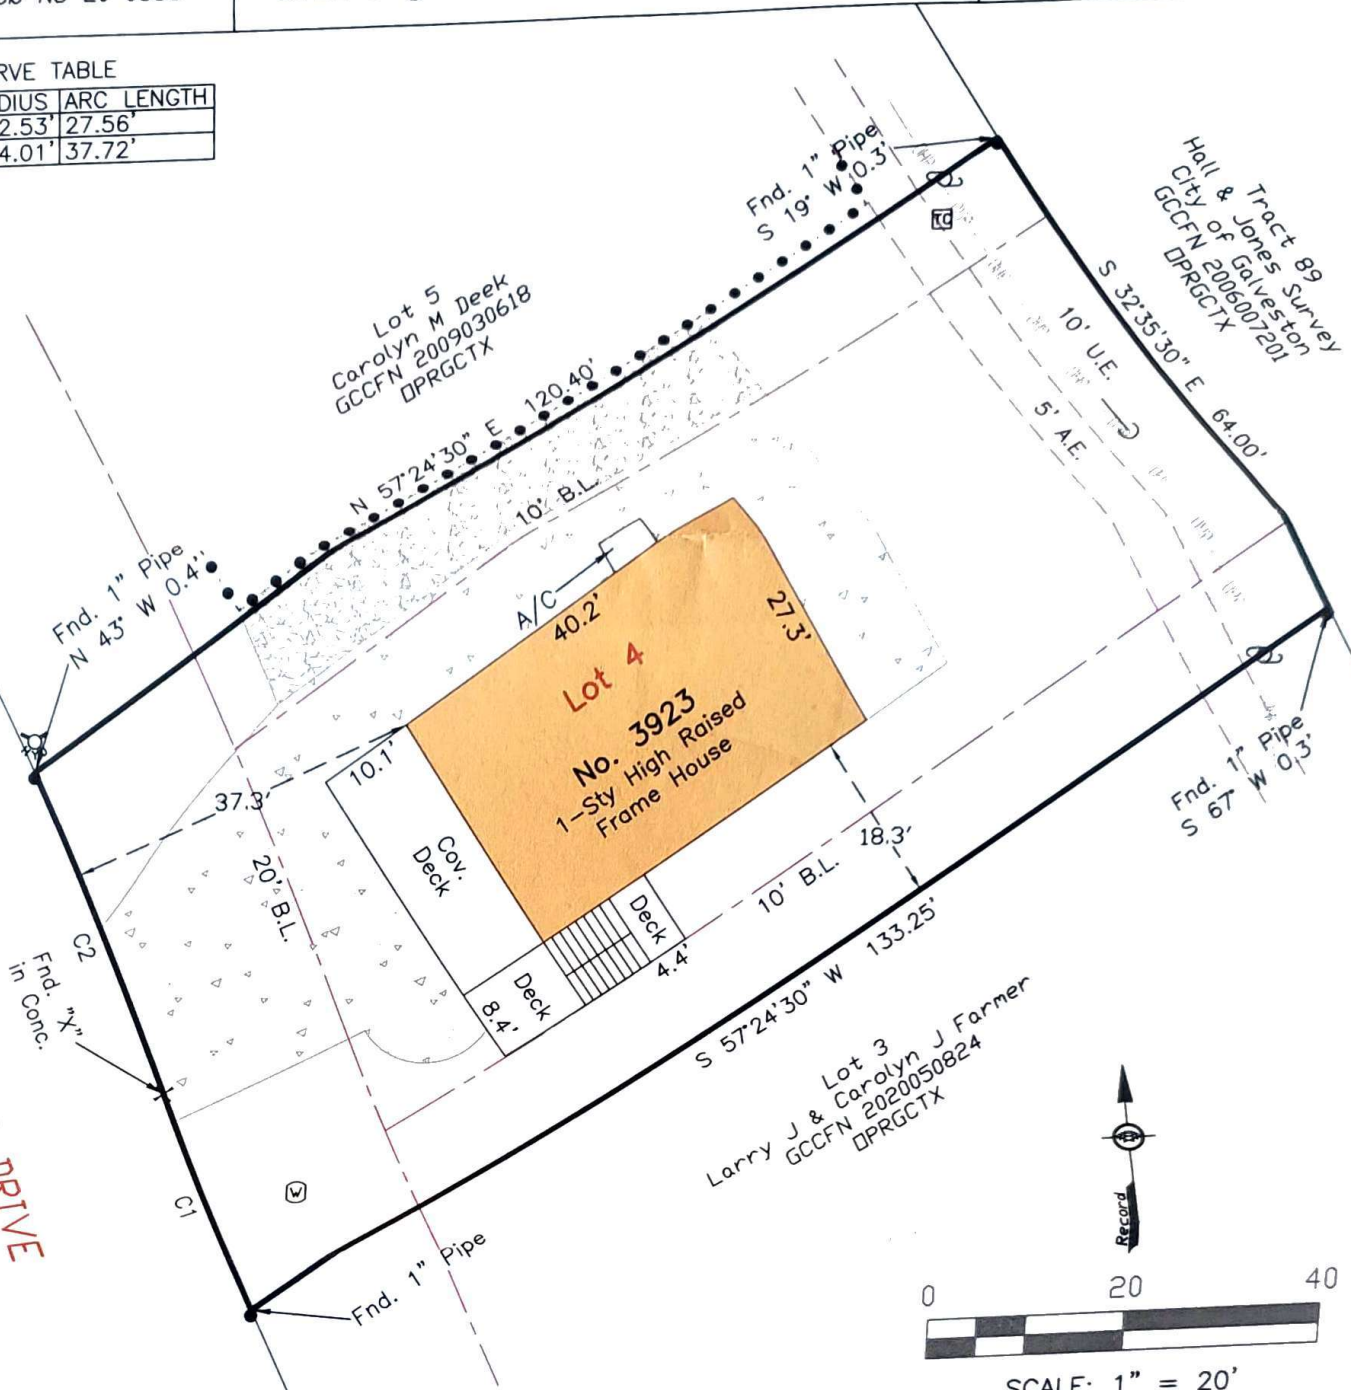 RVE TABLE
DIUS ARC LENGTH
2.53' 27.56'
4.01' 37.72'
Fnd. 1" Pipe
S 19° W 0.3'
Tract 89
Hall & Jones Survey
City of Galveston
GCCFN 2006007201
OPRGCTX
Lot 5
Carolyn M Deek
GCCFN 2009030618
OPRGCTX
N 57°24'30" E 120.40'
S 32°35'30" E 64.00'
10' U.E.
5' A.E.
TC
10' B.L.
Fnd. 1" Pipe
N 43° W 0.4'
A/C
40.2'
27.3'
Lot 4
No. 3923
1-Sty High Raised
Frame House
10.1'
37.3'
Cov.
Deck
20' B.L.
Deck
4.4'
Deck
8.4'
18.3'
10' B.L.
Fnd. 1" Pipe
S 67° W 0.3'
C2
Fnd. "X"
in Conc.
S 57°24'30" W 133.25'
Lot 3
Larry J & Carolyn J Farmer
GCCFN 2020050824
OPRGCTX
DRIVE
C1
W
Fnd. 1" Pipe
Record
0 20 40
SCALE: 1" = 20'